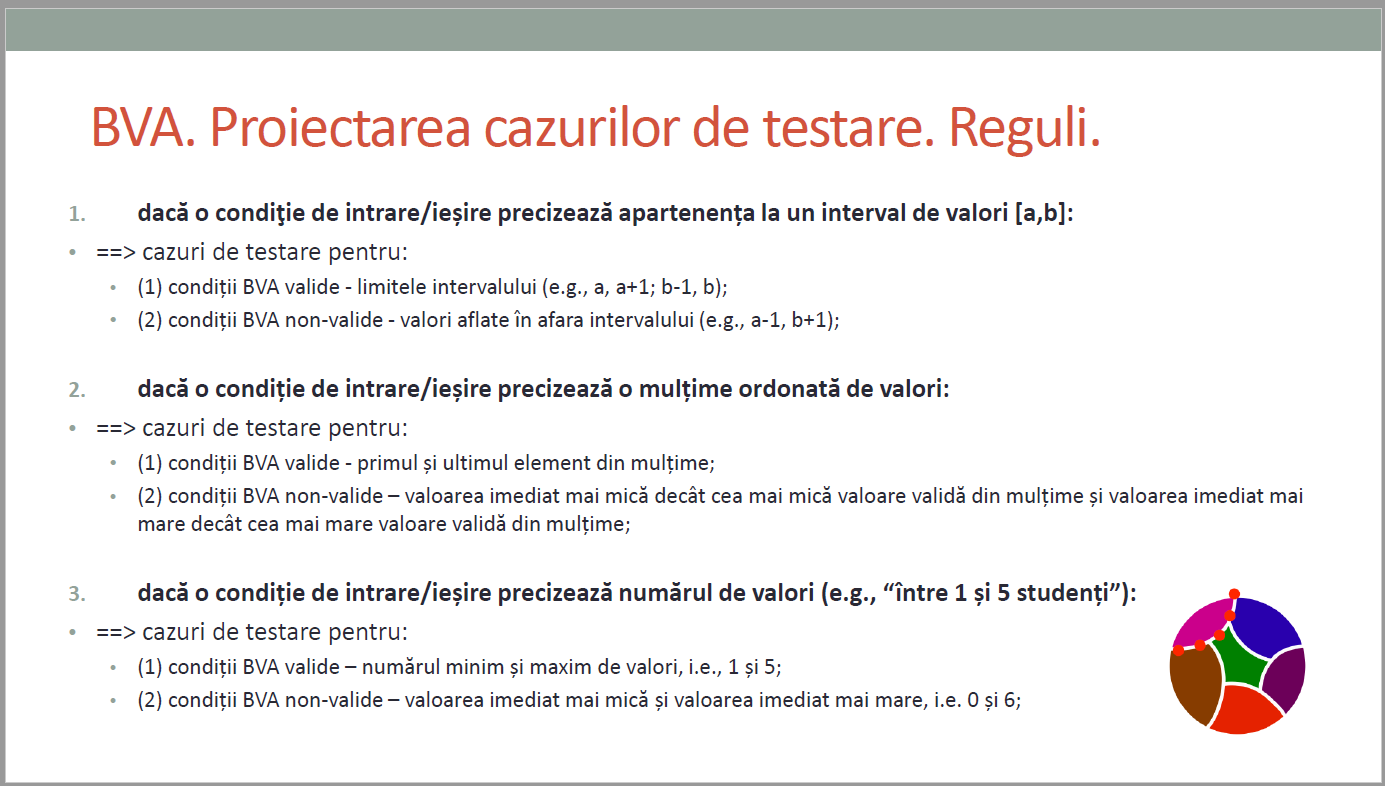 BVA. Proiectarea cazurilor de testare. Reguli.
1. dacă o condiţie de intrare/ieșire precizează apartenența la un interval de valori [a,b]:
• ==> cazuri de testare pentru:
• (1) condiții BVA valide - limitele intervalului (e.g., a, a+1; b-1, b);
• (2) condiții BVA non-valide - valori aflate în afara intervalului (e.g., a-1, b+1);
2. dacă o condiție de intrare/ieșire precizează o mulțime ordonată de valori:
• ==> cazuri de testare pentru:
• (1) condiții BVA valide - primul și ultimul element din mulțime;
• (2) condiții BVA non-valide – valoarea imediat mai mică decât cea mai mică valoare validă din mulțime și valoarea imediat mai
mare decât cea mai mare valoare validă din mulțime;
3. dacă o condiție de intrare/ieșire precizează numărul de valori (e.g., “între 1 și 5 studenți”):
• ==> cazuri de testare pentru:
• (1) condiții BVA valide – numărul minim și maxim de valori, i.e., 1 și 5;
• (2) condiții BVA non-valide – valoarea imediat mai mică și valoarea imediat mai mare, i.e. 0 și 6;